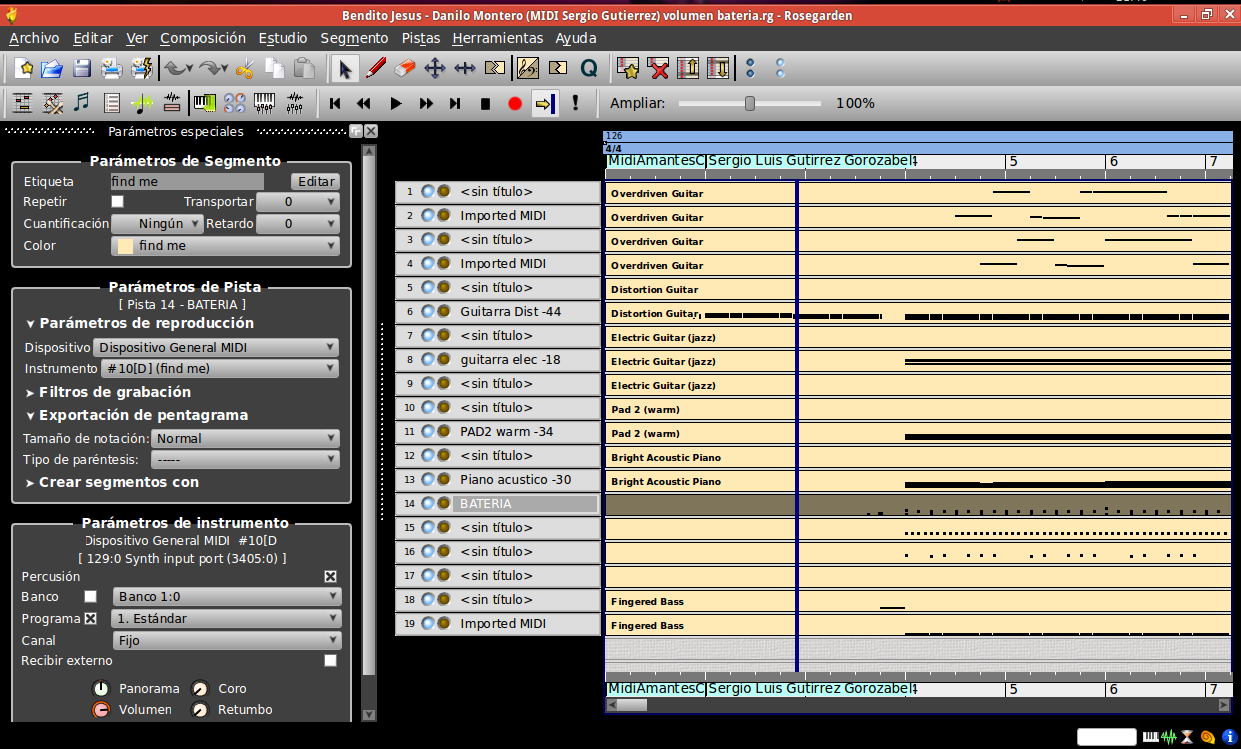 Bendito Jesus - Danilo Montero (MIDI Sergio Gutierrez) volumen bateria.rg - Rosegarden
Archivo Editar Ver Composición Estudio Segmento Pistas Herramientas Ayuda
Ampliar: 100%
Parámetros especiales
Parámetros de Segmento
Etiqueta find me Editar
Repetir Transportar 0
Cuantificación Ningún Retardo 0
Color find me
Parámetros de Pista
[ Pista 14 - BATERIA ]
Parámetros de reproducción
Dispositivo Dispositivo General MIDI
Instrumento #10[D] (find me)
Filtros de grabación
Exportación de pentagrama
Tamaño de notación: Normal
Tipo de paréntesis: -----
Crear segmentos con
Parámetros de instrumento
Dispositivo General MIDI #10[D
[ 129:0 Synth input port (3405:0) ]
Percusión
Banco Banco 1:0
Programa 1. Estándar
Canal Fijo
Recibir externo
Panorama Coro
Volumen Retumbo
126
4/4
MidiAmantesC Sergio Luis Gutirrez Gorozabel 4 5 6 7
1 <sin título> Overdriven Guitar
2 Imported MIDI Overdriven Guitar
3 <sin título> Overdriven Guitar
4 Imported MIDI Overdriven Guitar
5 <sin título> Distortion Guitar
6 Guitarra Dist -44 Distortion Guitar
7 <sin título> Electric Guitar (jazz)
8 guitarra elec -18 Electric Guitar (jazz)
9 <sin título> Electric Guitar (jazz)
10 <sin título> Pad 2 (warm)
11 PAD2 warm -34 Pad 2 (warm)
12 <sin título> Bright Acoustic Piano
13 Piano acustico -30 Bright Acoustic Piano
14 BATERIA
15 <sin título>
16 <sin título>
17 <sin título>
18 <sin título> Fingered Bass
19 Imported MIDI Fingered Bass
MidiAmantesC Sergio Luis Gutirrez Gorozabel 4 5 6 7